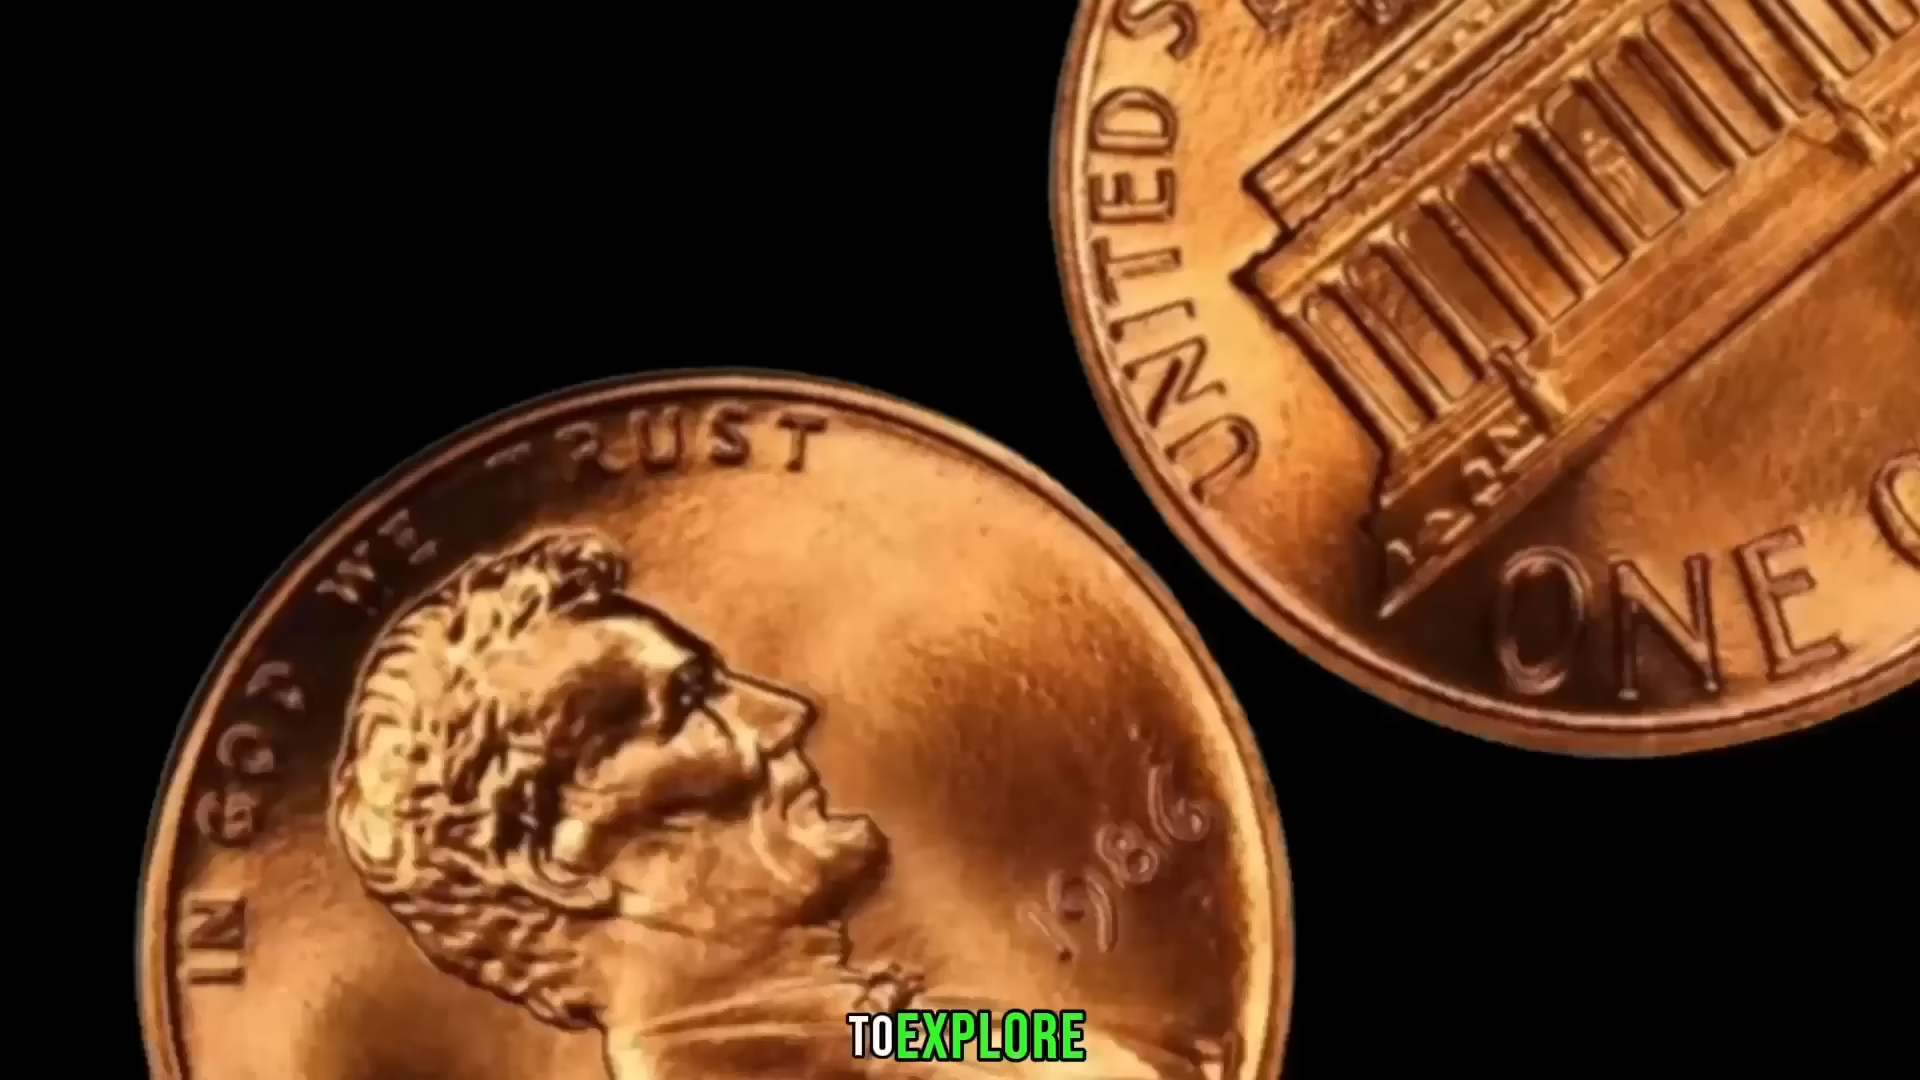 UNITED S
ONE
IN GOD WE TRUST
1986
TO EXPLORE